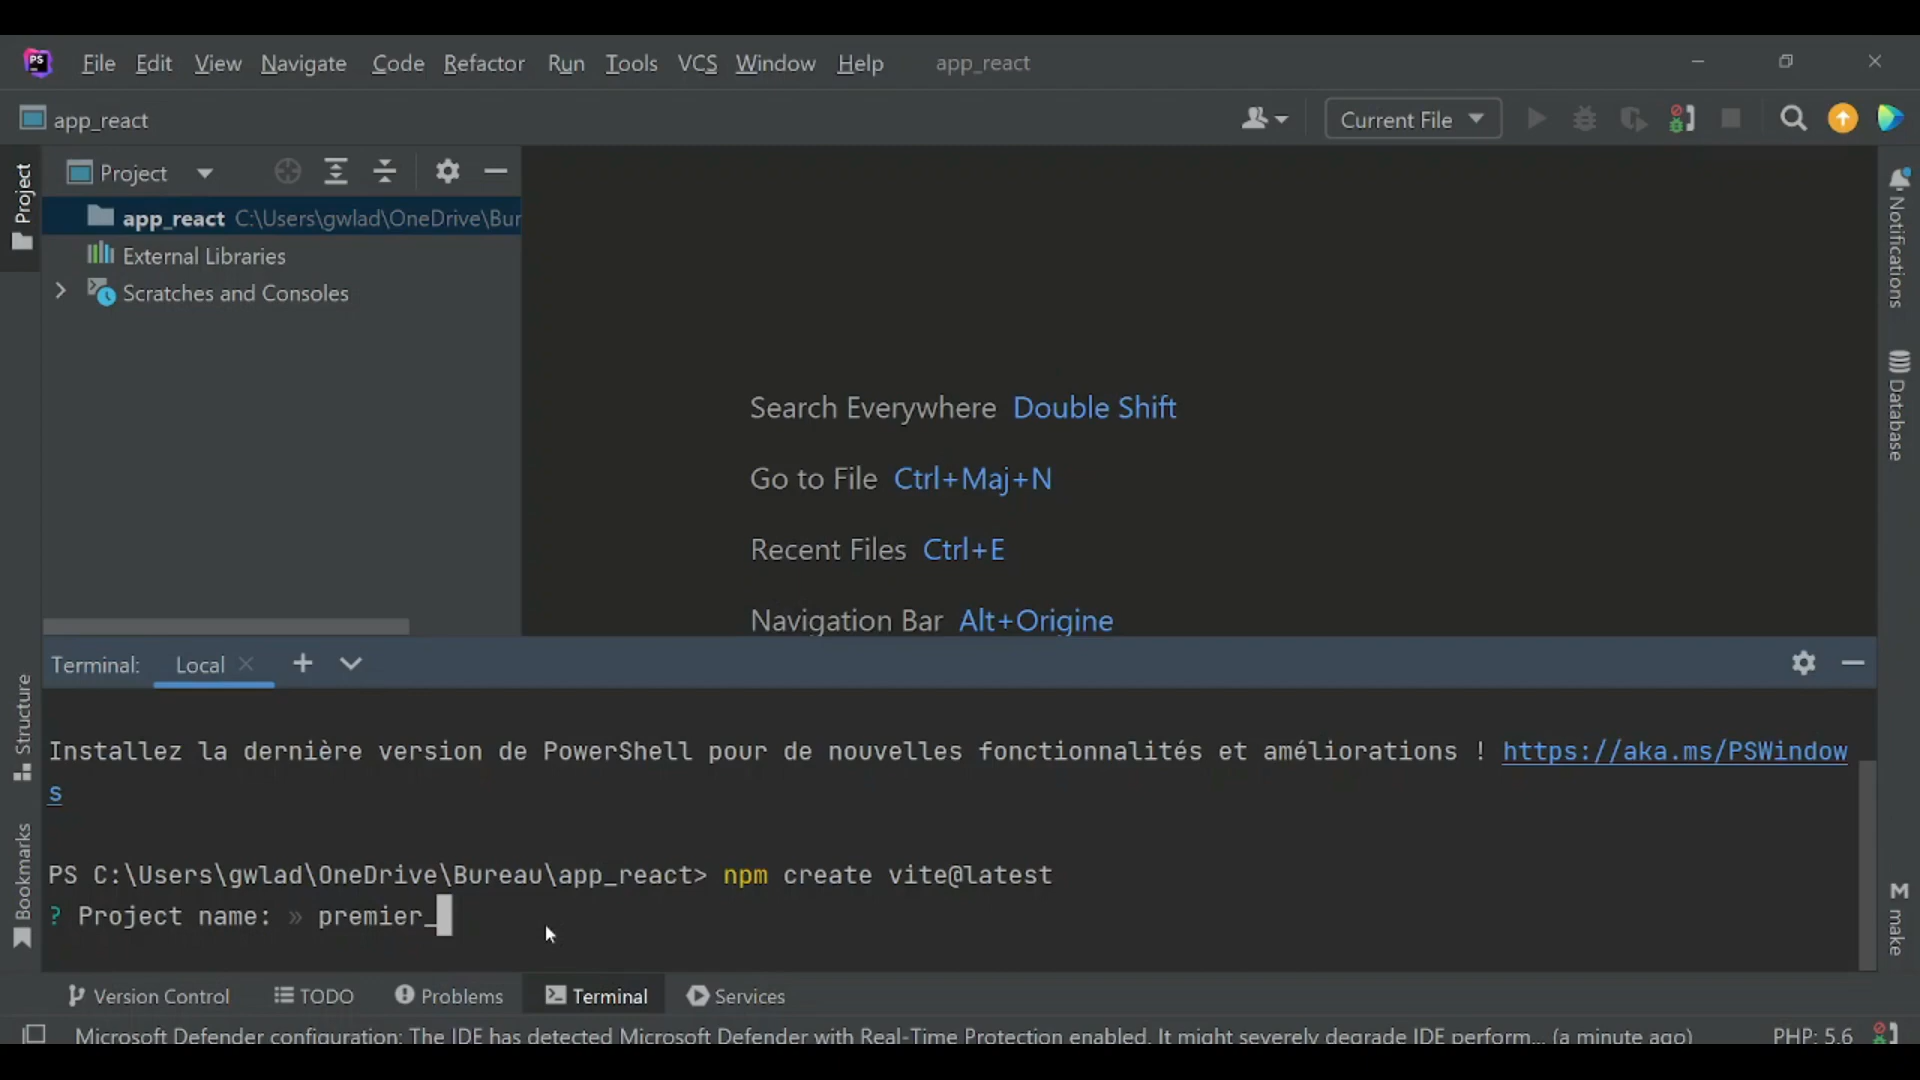 PS File Edit View Navigate Code Refactor Run Tools VCS Window Help app_react
app_react Current File
Project
app_react C:\Users\gwlad\OneDrive\Bur
External Libraries
Scratches and Consoles
Project
Structure
Bookmarks
Search Everywhere Double Shift
Go to File Ctrl+Maj+N
Recent Files Ctrl+E
Navigation Bar Alt+Origine
Notifications
Database
make
Terminal: Local
Installez la dernière version de PowerShell pour de nouvelles fonctionnalités et améliorations ! https://aka.ms/PSWindow
s
PS C:\Users\gwlad\OneDrive\Bureau\app_react> npm create vite@latest
? Project name: » premier_
Version Control TODO Problems Terminal Services
Microsoft Defender configuration: The IDE has detected Microsoft Defender with Real-Time Protection enabled. It might severely degrade IDE perform... (a minute ago) PHP: 5.6